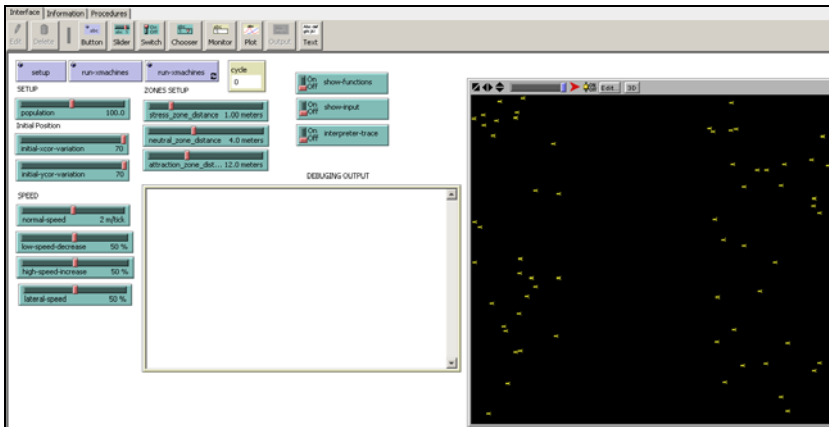 Interface Information Procedures
Edit Delete Button Slider Switch Chooser Monitor Plot Output Text
setup run-xmachines run-xmachines cycle
0
SETUP ZONES SETUP
population 100.0
Initial Position
initial-xcor-variation 70
initial-ycor-variation 70
stress_zone_distance 1.00 meters
neutral_zone_distance 4.0 meters
attraction_zone_dist... 12.0 meters
On
Off show-functions
On
Off show-input
On
Off interpreter-trace
SPEED
normal-speed 2 m/tick
low-speed-decrease 50 %
high-speed-increase 50 %
lateral-speed 50 %
DEBUGING OUTPUT
Edit... 3D